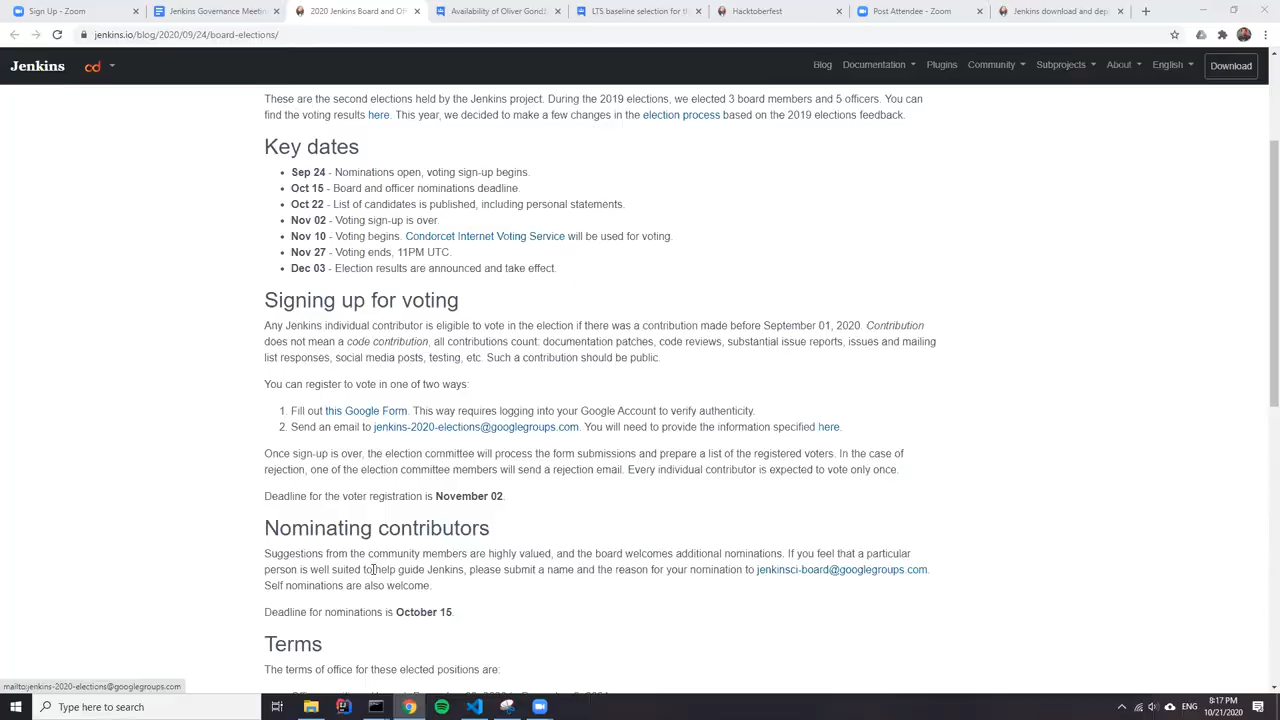 Sign Up - Zoom
Jenkins Governance Meetin
2020 Jenkins Board and Of
Availability of Oliver Gondž
LTS baseline selection for th
Hacktoberfest
Post Attendee - Zoom
Jenkins download and dep
jenkins.io/blog/2020/09/24/board-elections/
Jenkins
cd
Blog Documentation Plugins Community Subprojects About English Download
These are the second elections held by the Jenkins project. During the 2019 elections, we elected 3 board members and 5 officers. You can
find the voting results here. This year, we decided to make a few changes in the election process based on the 2019 elections feedback.
Key dates
• Sep 24 - Nominations open, voting sign-up begins.
• Oct 15 - Board and officer nominations deadline.
• Oct 22 - List of candidates is published, including personal statements.
• Nov 02 - Voting sign-up is over.
• Nov 10 - Voting begins. Condorcet Internet Voting Service will be used for voting.
• Nov 27 - Voting ends, 11PM UTC.
• Dec 03 - Election results are announced and take effect.
Signing up for voting
Any Jenkins individual contributor is eligible to vote in the election if there was a contribution made before September 01, 2020. Contribution
does not mean a code contribution, all contributions count: documentation patches, code reviews, substantial issue reports, issues and mailing
list responses, social media posts, testing, etc. Such a contribution should be public.
You can register to vote in one of two ways:
1. Fill out this Google Form. This way requires logging into your Google Account to verify authenticity.
2. Send an email to jenkins-2020-elections@googlegroups.com. You will need to provide the information specified here.
Once sign-up is over, the election committee will process the form submissions and prepare a list of the registered voters. In the case of
rejection, one of the election committee members will send a rejection email. Every individual contributor is expected to vote only once.
Deadline for the voter registration is November 02.
Nominating contributors
Suggestions from the community members are highly valued, and the board welcomes additional nominations. If you feel that a particular
person is well suited to help guide Jenkins, please submit a name and the reason for your nomination to jenkinsci-board@googlegroups.com.
Self nominations are also welcome.
Deadline for nominations is October 15.
Terms
The terms of office for these elected positions are:
mailto:jenkins-2020-elections@googlegroups.com
Type here to search
ENG
8:17 PM
10/21/2020